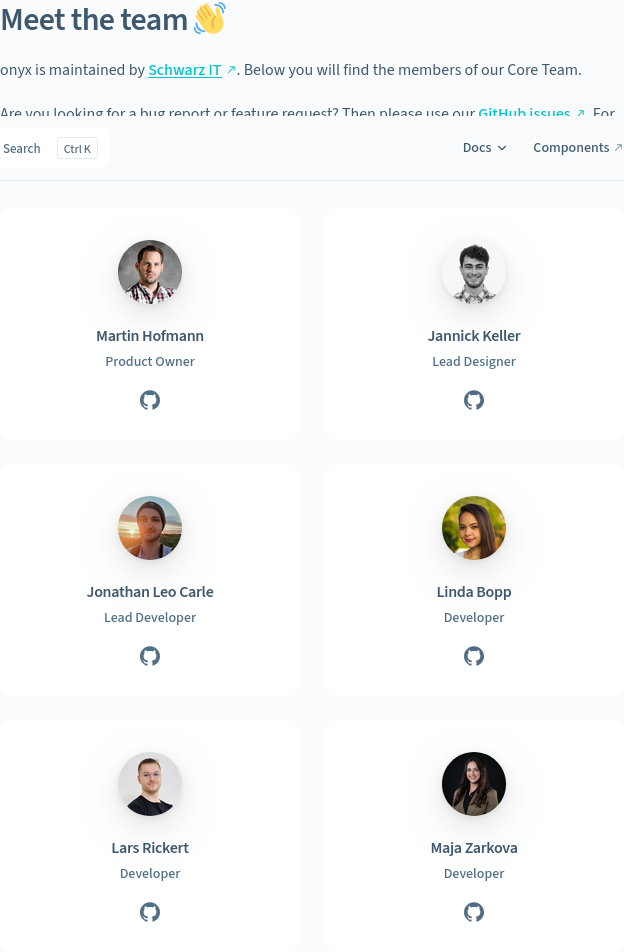 Meet the team 👋
onyx is maintained by Schwarz IT ↗. Below you will find the members of our Core Team.
Are you looking for a bug report or feature request? Then please use our GitHub issues ↗. For
Search Ctrl K Docs Components ↗
Martin Hofmann
Product Owner
Jannick Keller
Lead Designer
Jonathan Leo Carle
Lead Developer
Linda Bopp
Developer
Lars Rickert
Developer
Maja Zarkova
Developer